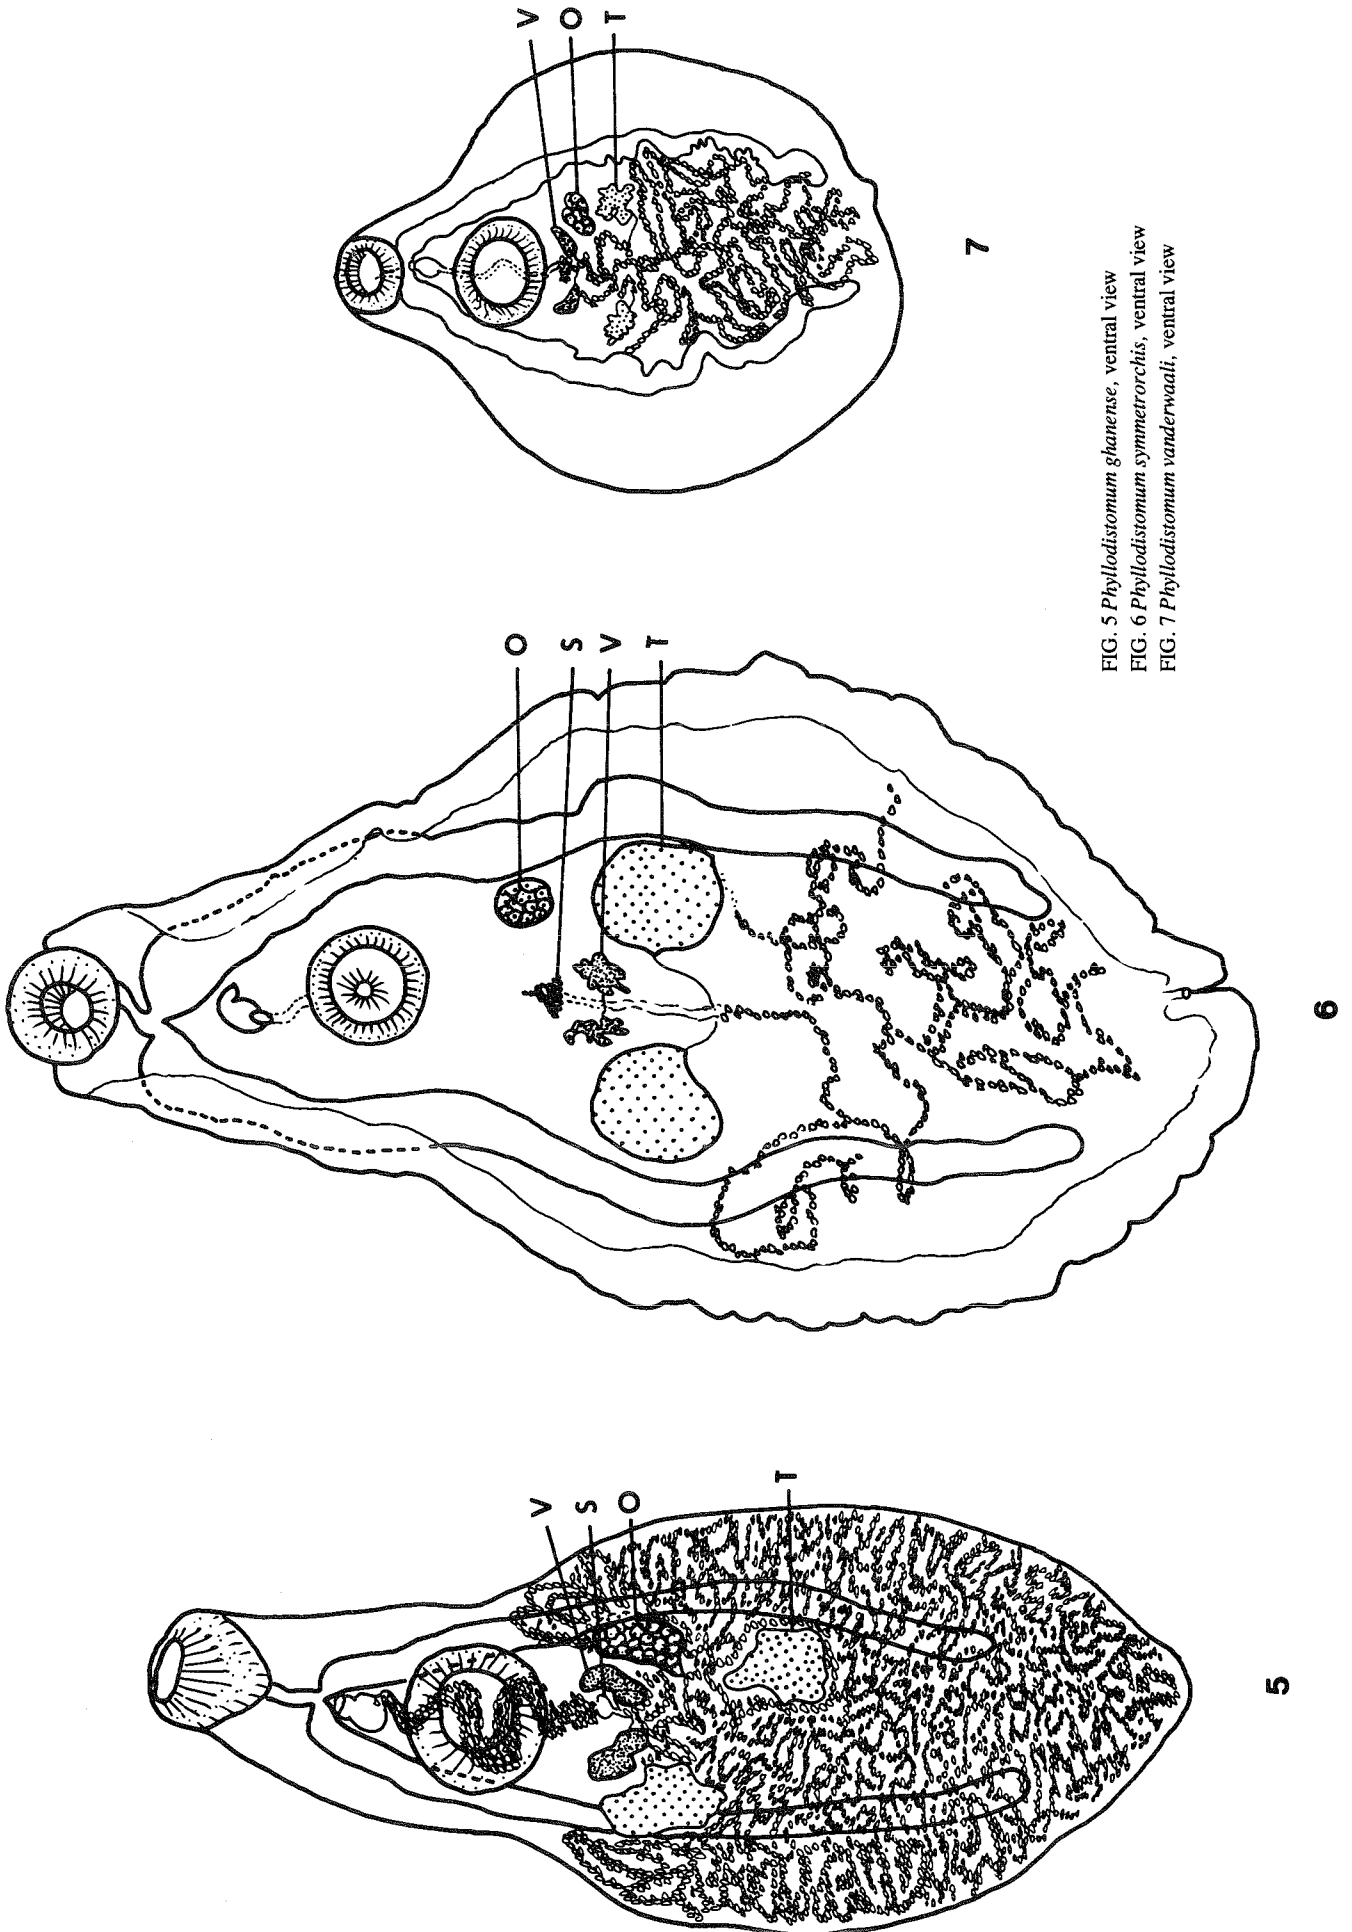 V
O
T
7
O
S
V
T
6
V
S
O
T
5
FIG. 5 Phyllodistomum ghanense, ventral view
FIG. 6 Phyllodistomum symmetrorchis, ventral view
FIG. 7 Phyllodistomum vanderwaali, ventral view